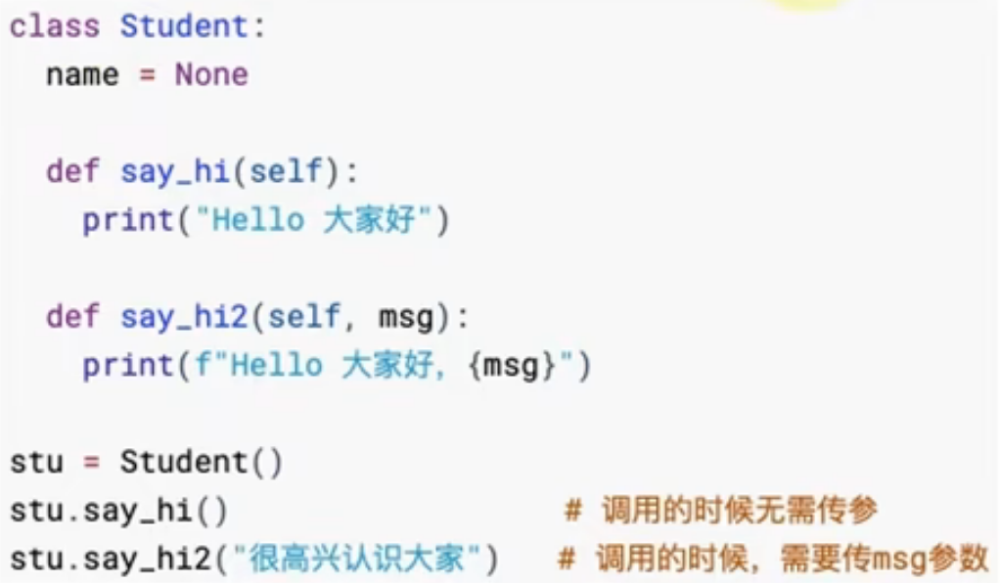 class Student:
  name = None

  def say_hi(self):
    print("Hello 大家好")

  def say_hi2(self, msg):
    print(f"Hello 大家好, {msg}")

stu = Student()
stu.say_hi()                  # 调用的时候无需传参
stu.say_hi2("很高兴认识大家")   # 调用的时候，需要传msg参数